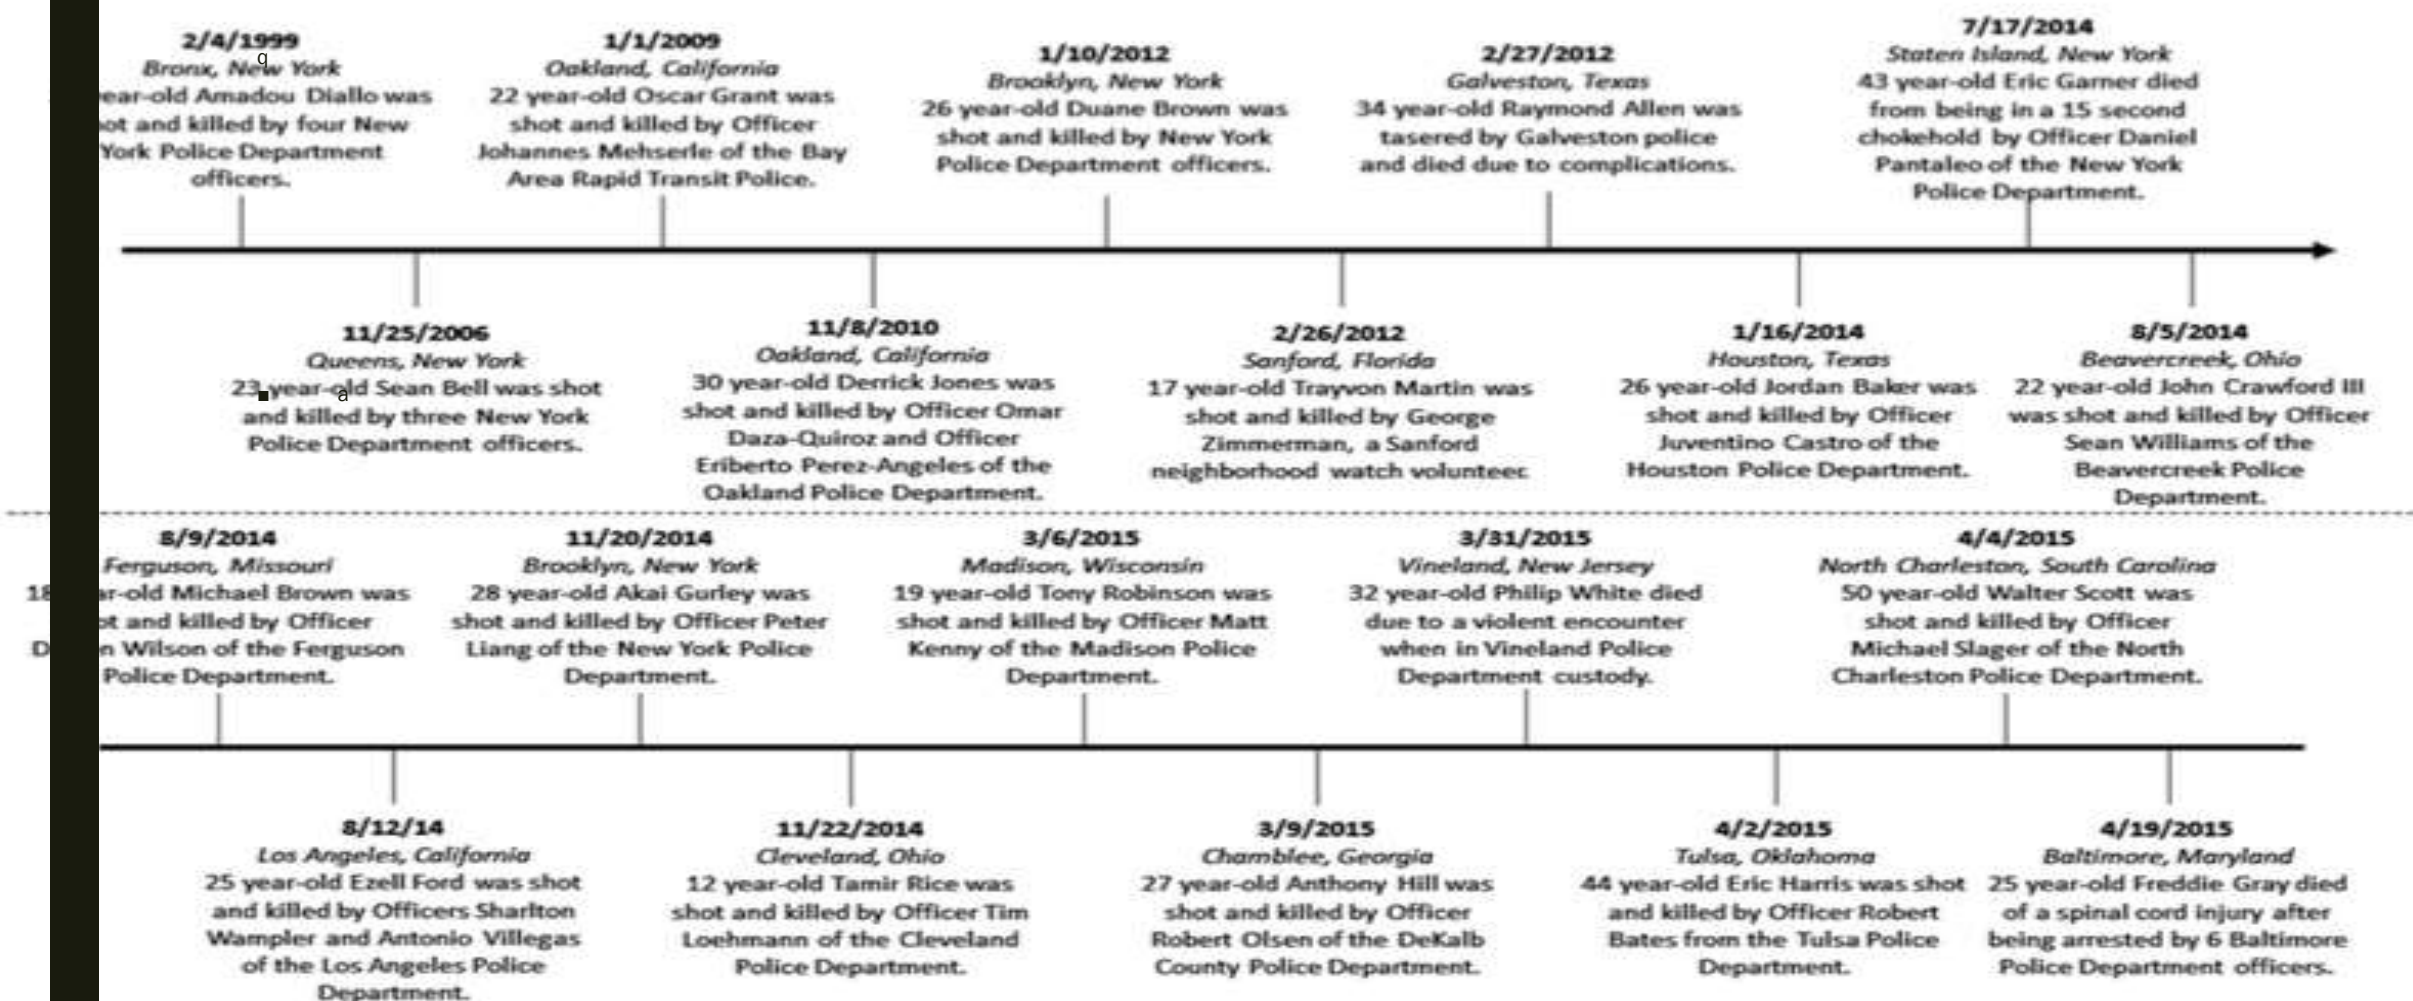 2/4/1999
q
Bronx, New York
ear-old Amadou Diallo was
ot and killed by four New
York Police Department
officers.
1/1/2009
Oakland, California
22 year-old Oscar Grant was
shot and killed by Officer
Johannes Mehserle of the Bay
Area Rapid Transit Police.
1/10/2012
Brooklyn, New York
26 year-old Duane Brown was
shot and killed by New York
Police Department officers.
2/27/2012
Galveston, Texas
34 year-old Raymond Allen was
tasered by Galveston police
and died due to complications.
7/17/2014
Staten Island, New York
43 year-old Eric Garner died
from being in a 15 second
chokehold by Officer Daniel
Pantaleo of the New York
Police Department.
11/25/2006
Queens, New York
23 year-old Sean Bell was shot
a
and killed by three New York
Police Department officers.
11/8/2010
Oakland, California
30 year-old Derrick Jones was
shot and killed by Officer Omar
Daza-Quiroz and Officer
Eriberto Perez-Angeles of the
Oakland Police Department.
2/26/2012
Sanford, Florida
17 year-old Trayvon Martin was
shot and killed by George
Zimmerman, a Sanford
neighborhood watch volunteer.
1/16/2014
Houston, Texas
26 year-old Jordan Baker was
shot and killed by Officer
Juventino Castro of the
Houston Police Department.
8/5/2014
Beavercreek, Ohio
22 year-old John Crawford III
was shot and killed by Officer
Sean Williams of the
Beavercreek Police
Department.
8/9/2014
Ferguson, Missouri
18 ar-old Michael Brown was
ot and killed by Officer
D n Wilson of the Ferguson
Police Department.
11/20/2014
Brooklyn, New York
28 year-old Akai Gurley was
shot and killed by Officer Peter
Liang of the New York Police
Department.
3/6/2015
Madison, Wisconsin
19 year-old Tony Robinson was
shot and killed by Officer Matt
Kenny of the Madison Police
Department.
3/31/2015
Vineland, New Jersey
32 year-old Philip White died
due to a violent encounter
when in Vineland Police
Department custody.
4/4/2015
North Charleston, South Carolina
50 year-old Walter Scott was
shot and killed by Officer
Michael Slager of the North
Charleston Police Department.
8/12/14
Los Angeles, California
25 year-old Ezell Ford was shot
and killed by Officers Sharlton
Wampler and Antonio Villegas
of the Los Angeles Police
Department.
11/22/2014
Cleveland, Ohio
12 year-old Tamir Rice was
shot and killed by Officer Tim
Loehmann of the Cleveland
Police Department.
3/9/2015
Chamblee, Georgia
27 year-old Anthony Hill was
shot and killed by Officer
Robert Olsen of the DeKalb
County Police Department.
4/2/2015
Tulsa, Oklahoma
44 year-old Eric Harris was shot
and killed by Officer Robert
Bates from the Tulsa Police
Department.
4/19/2015
Baltimore, Maryland
25 year-old Freddie Gray died
of a spinal cord injury after
being arrested by 6 Baltimore
Police Department officers.